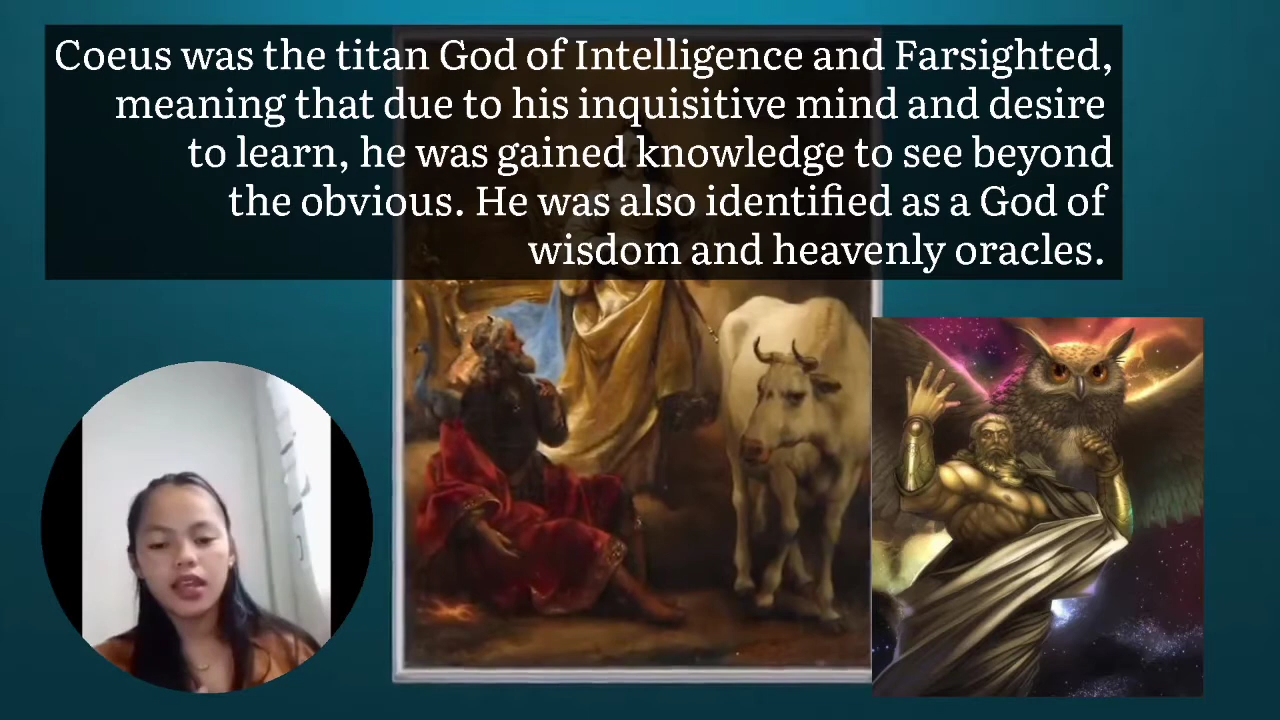 Coeus was the titan God of Intelligence and Farsighted,
meaning that due to his inquisitive mind and desire
to learn, he was gained knowledge to see beyond
the obvious. He was also identified as a God of
wisdom and heavenly oracles.